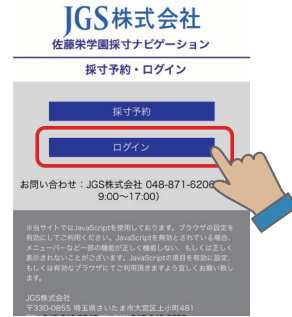 JGS株式会社
佐藤栄学園採寸ナビゲーション
採寸予約・ログイン
採寸予約
ログイン
お問い合わせ：JGS株式会社 048-871-6206
9:00〜17:00)
※当サイトではJavaScriptを使用しております。ブラウザの設定を
有効にしてご利用ください。JavaScriptを無効とされている場合、
メニューバーなど一部の機能が正しく機能しない、もしくは正しく
表示されないことがございます。JavaScriptの項目を有効に設定、
もしくは有効なブラウザにてご利用頂きますよう宜しくお願い致し
ます。
JGS株式会社
〒330-0855 埼玉県さいたま市大宮区上小町481